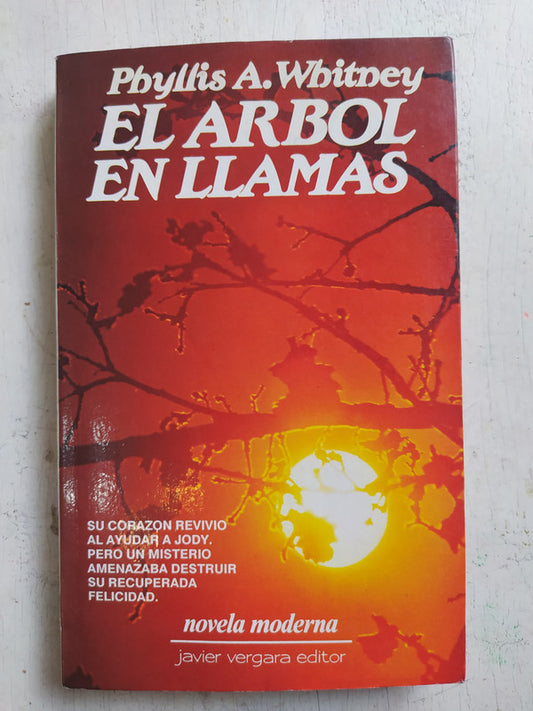 Phyllis A. Whitney
EL ARBOL
EN LLAMAS
SU CORAZON REVIVIO
AL AYUDAR A JODY.
PERO UN MISTERIO
AMENAZABA DESTRUIR
SU RECUPERADA
FELICIDAD.
novela moderna
javier vergara editor